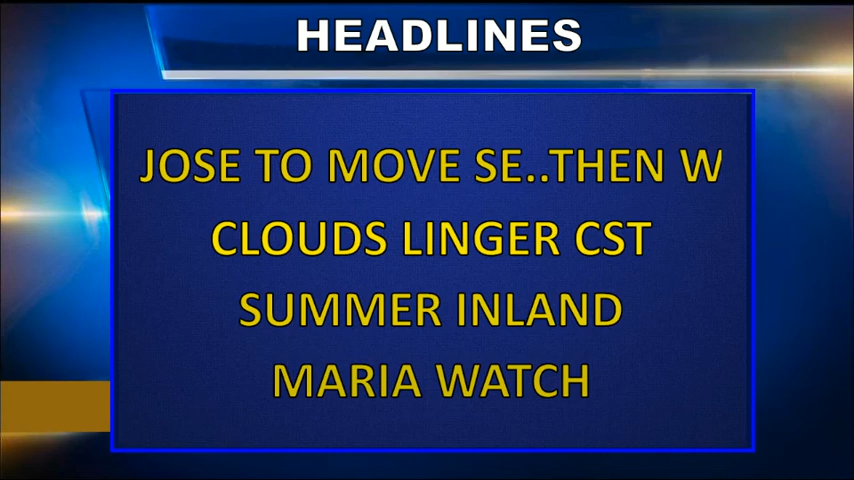 HEADLINES
JOSE TO MOVE SE..THEN W
CLOUDS LINGER CST
SUMMER INLAND
MARIA WATCH